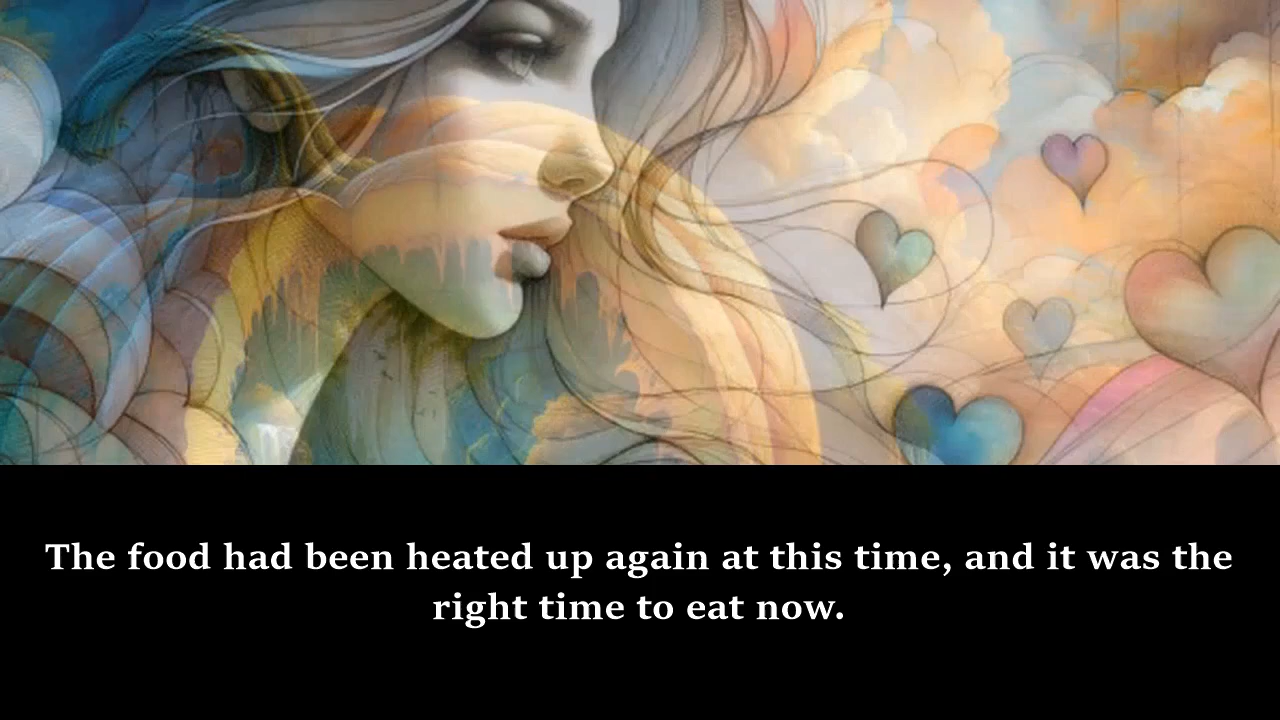 The food had been heated up again at this time, and it was the
right time to eat now.